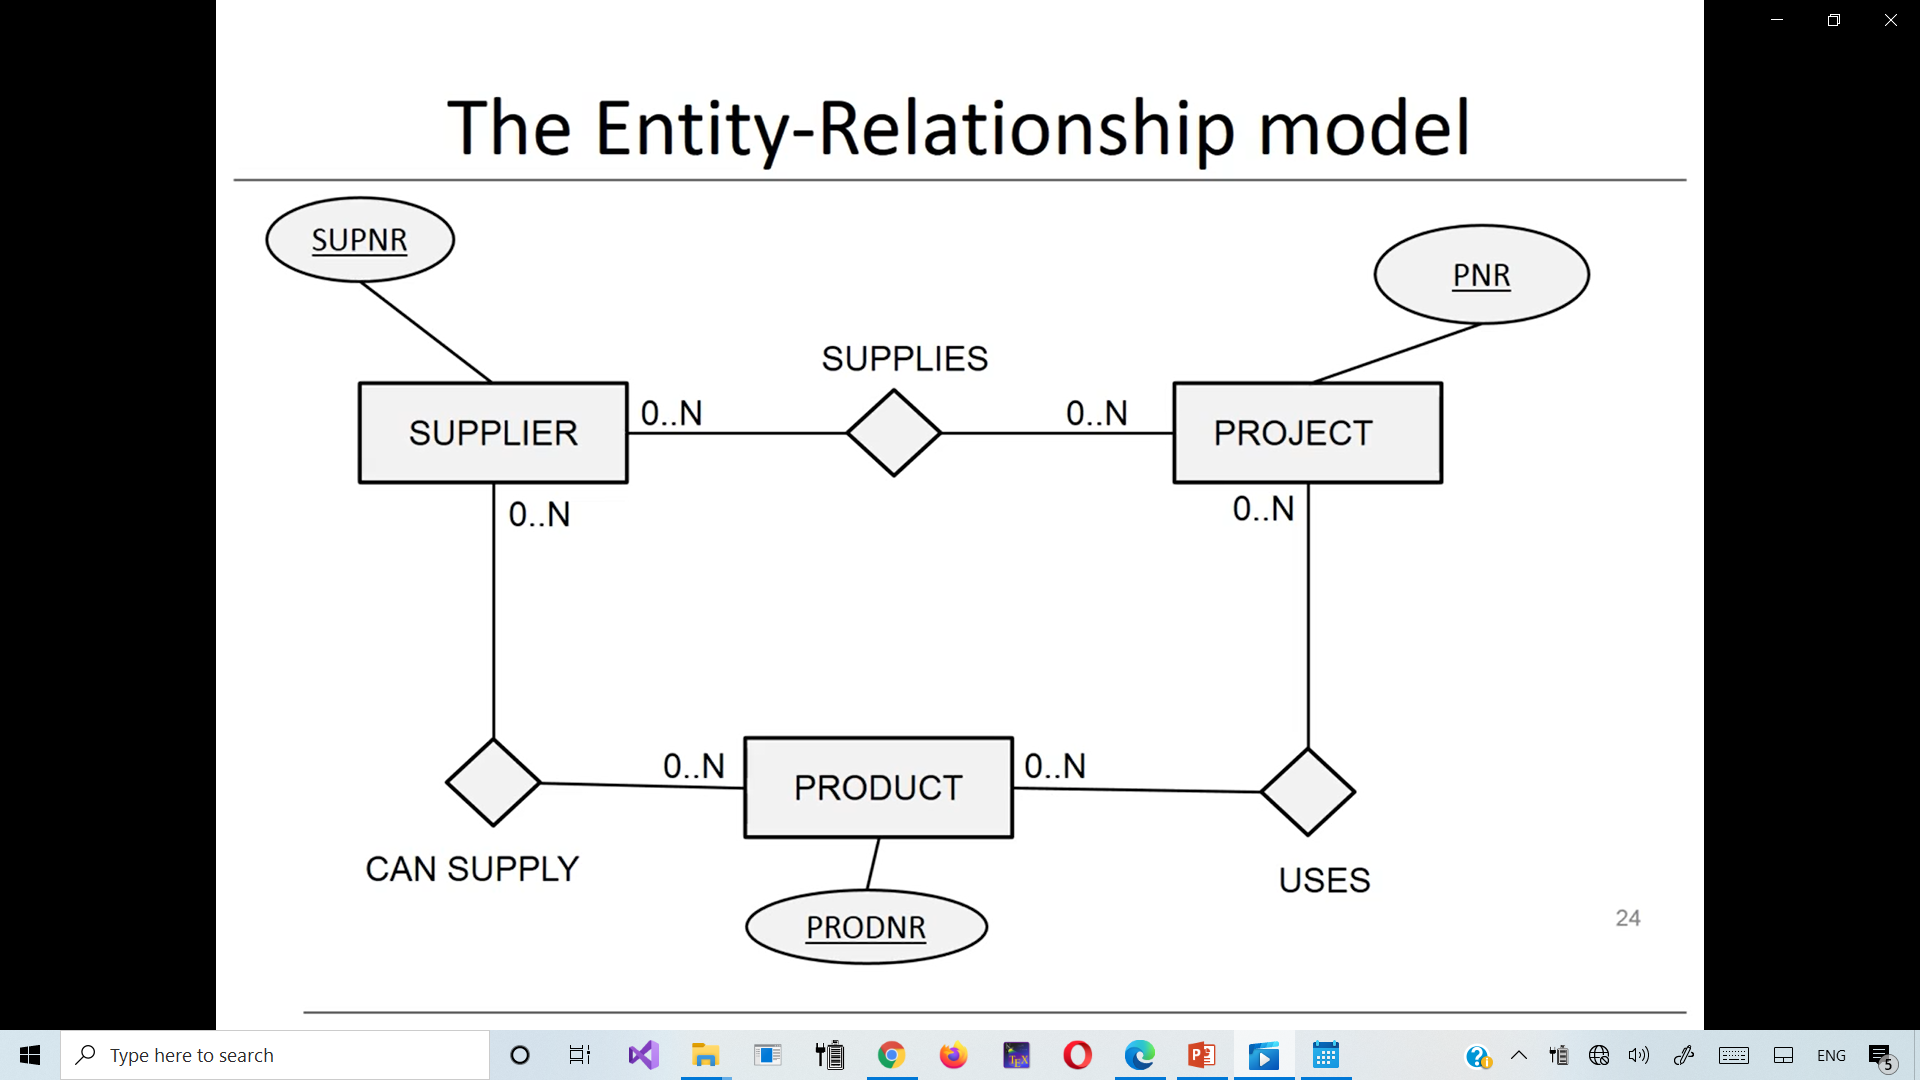 The Entity-Relationship model
SUPNR
PNR
SUPPLIES
SUPPLIER
0..N
0..N
PROJECT
0..N
0..N
0..N
PRODUCT
0..N
CAN SUPPLY
USES
PRODNR
24
Type here to search
TEX
ENG
5